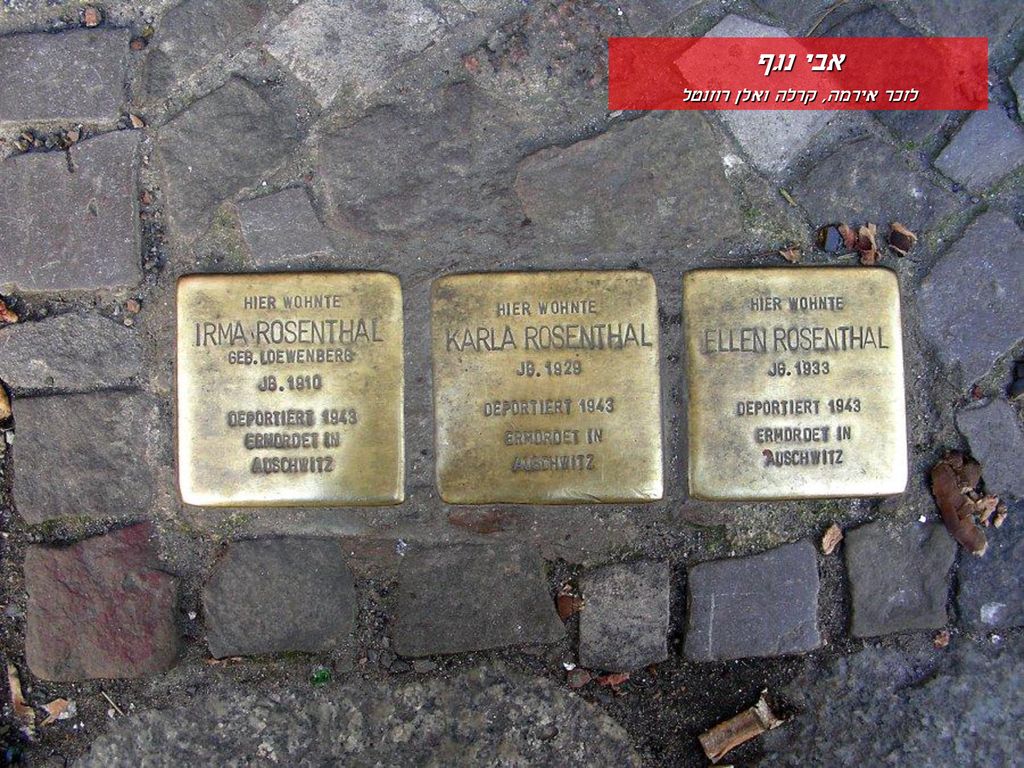 אבי נגף
לזכר אירמה, קרלה ואלן רוזנטל
HIER WOHNTE
IRMA ROSENTHAL
GEB. LOEWENBERG
JG. 1910
DEPORTIERT 1943
ERMORDET IN
AUSCHWITZ
HIER WOHNTE
KARLA ROSENTHAL
JG. 1929
DEPORTIERT 1943
ERMORDET IN
AUSCHWITZ
HIER WOHNTE
ELLEN ROSENTHAL
JG. 1933
DEPORTIERT 1943
ERMORDET IN
AUSCHWITZ